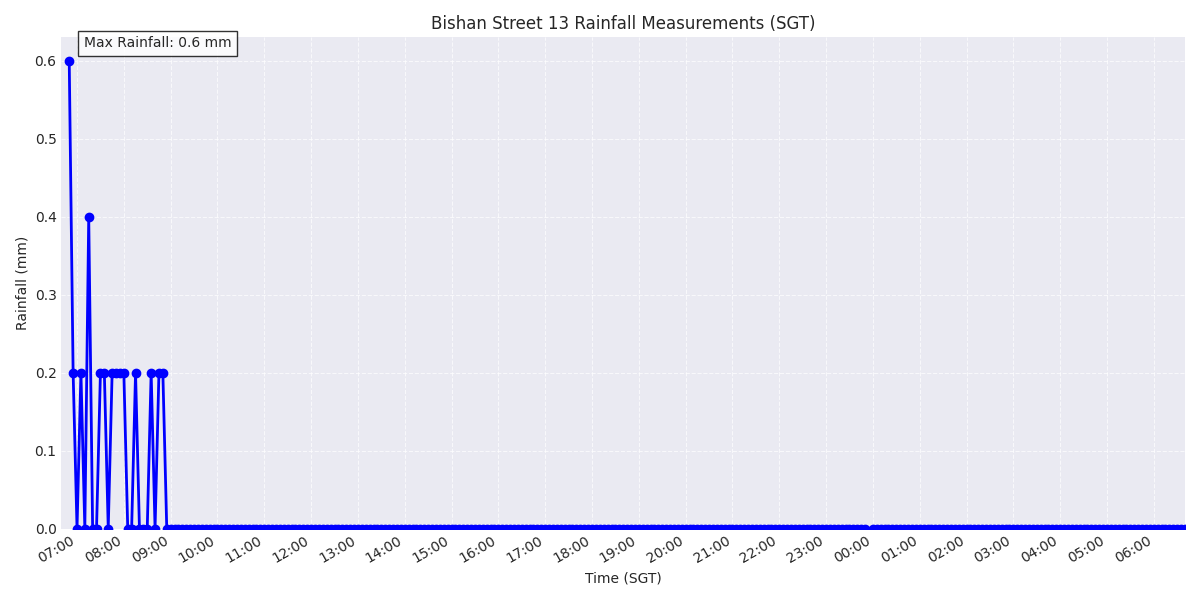 Bishan Street 13 Rainfall Measurements (SGT)
Max Rainfall: 0.6 mm
0.6
0.5
0.4
0.3
0.2
0.1
0.0
Rainfall (mm)
07:00 08:00 09:00 10:00 11:00 12:00 13:00 14:00 15:00 16:00 17:00 18:00 19:00 20:00 21:00 22:00 23:00 00:00 01:00 02:00 03:00 04:00 05:00 06:00
Time (SGT)